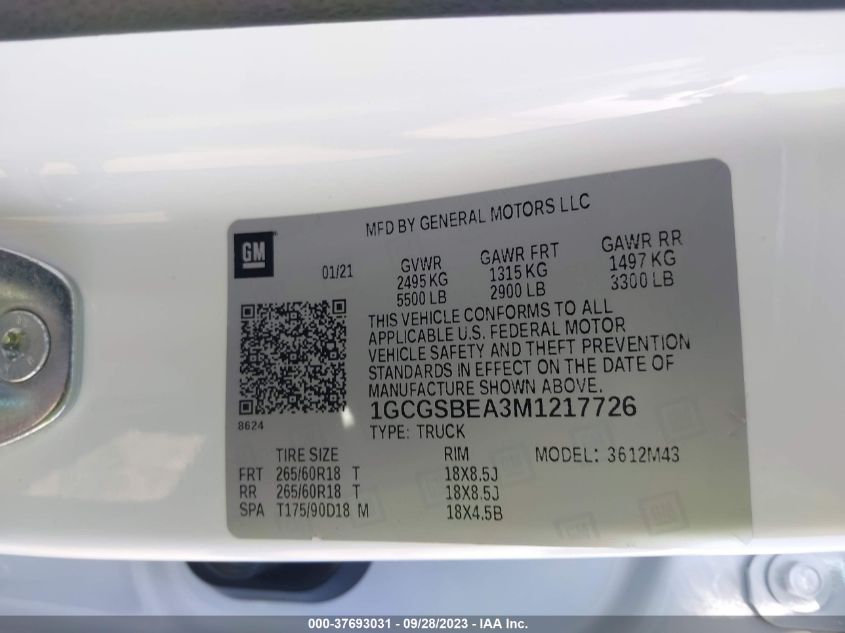 MFD BY GENERAL MOTORS LLC
GM
01/21
GVWR
2495 KG
5500 LB
GAWR FRT
1315 KG
2900 LB
GAWR RR
1497 KG
3300 LB
THIS VEHICLE CONFORMS TO ALL
APPLICABLE U.S. FEDERAL MOTOR
VEHICLE SAFETY AND THEFT PREVENTION
STANDARDS IN EFFECT ON THE DATE OF
MANUFACTURE SHOWN ABOVE.
1GCGSBEA3M1217726
8624
TYPE: TRUCK
TIRE SIZE RIM MODEL: 3612M43
FRT 265/60R18 T 18X8.5J
RR 265/60R18 T 18X8.5J
SPA T175/90D18 M 18X4.5B
000-37693031 - 09/28/2023 - IAA Inc.